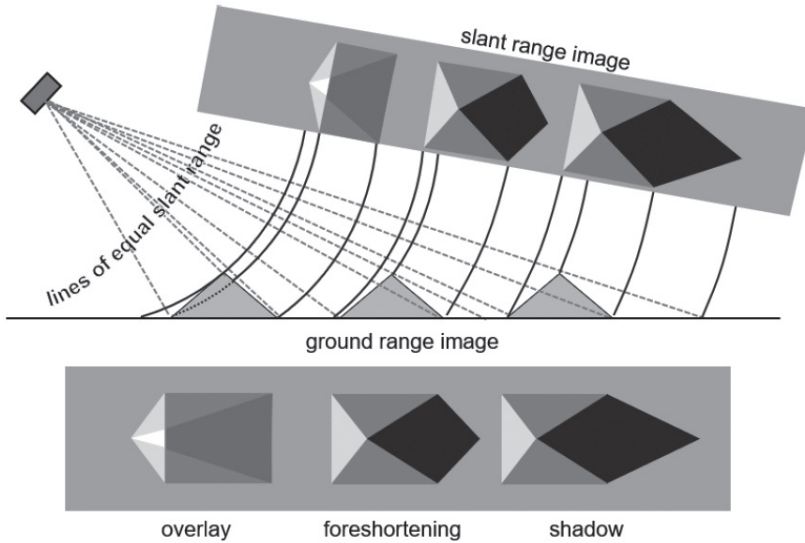 slant range image
lines of equal slant range
ground range image
overlay
foreshortening
shadow